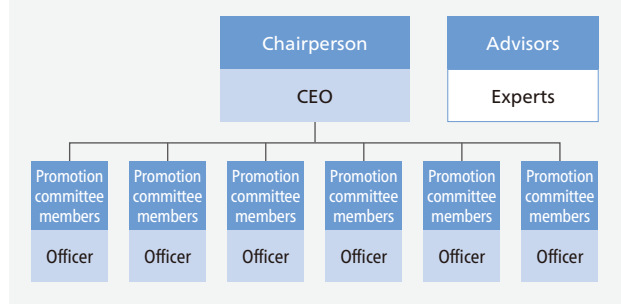 Chairperson
CEO
Advisors
Experts
Promotion
committee
members
Officer
Promotion
committee
members
Officer
Promotion
committee
members
Officer
Promotion
committee
members
Officer
Promotion
committee
members
Officer
Promotion
committee
members
Officer